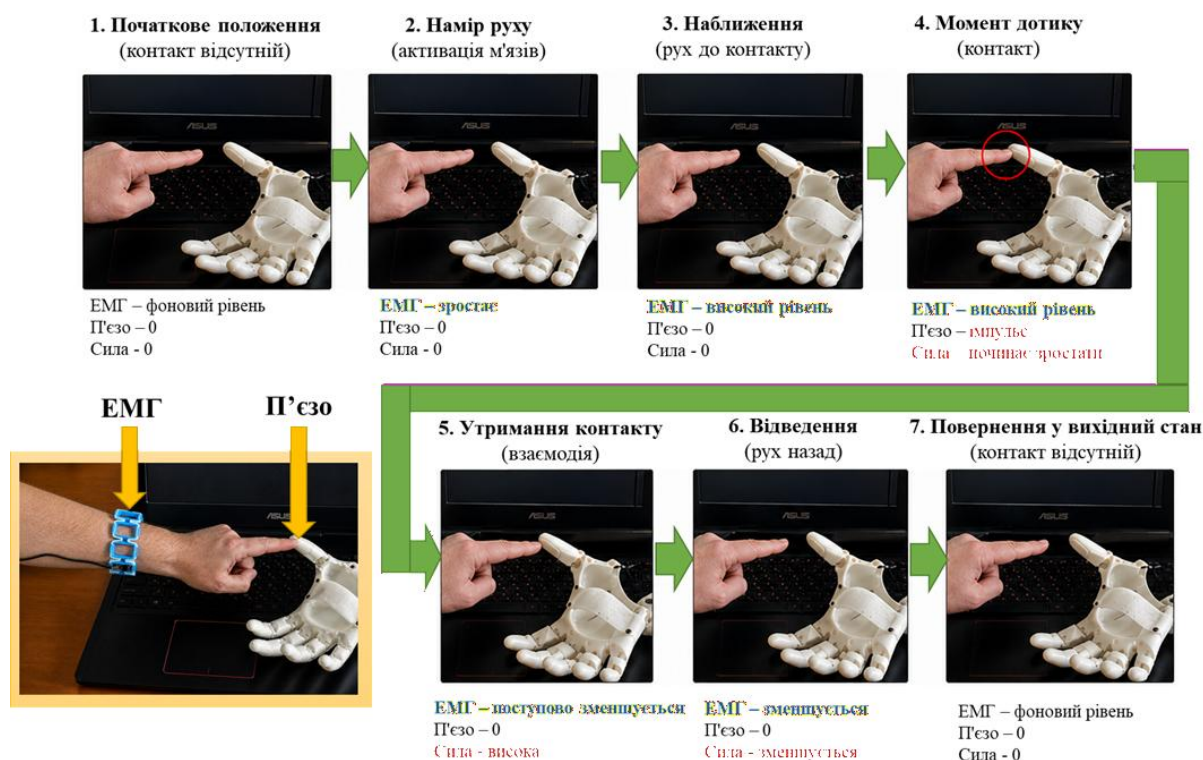 1. Початкове положення
(контакт відсутній)
ASUS
ЕМГ – фоновий рівень
П'єзо – 0
Сила - 0
2. Намір руху
(активація м'язів)
ASUS
ЕМГ – зростає
П'єзо – 0
Сила - 0
3. Наближення
(рух до контакту)
ASUS
ЕМГ – високий рівень
П'єзо – 0
Сила - 0
4. Момент дотику
(контакт)
ASUS
ЕМГ – високий рівень
П'єзо – імпульс
Сила – починає зростати
ЕМГ
П’єзо
ASUS
5. Утримання контакту
(взаємодія)
ASUS
ЕМГ – поступово зменшується
П'єзо – 0
Сила - висока
6. Відведення
(рух назад)
ASUS
ЕМГ – зменшується
П'єзо – 0
Сила - зменшується
7. Повернення у вихідний стан
(контакт відсутній)
ASUS
ЕМГ – фоновий рівень
П'єзо – 0
Сила - 0